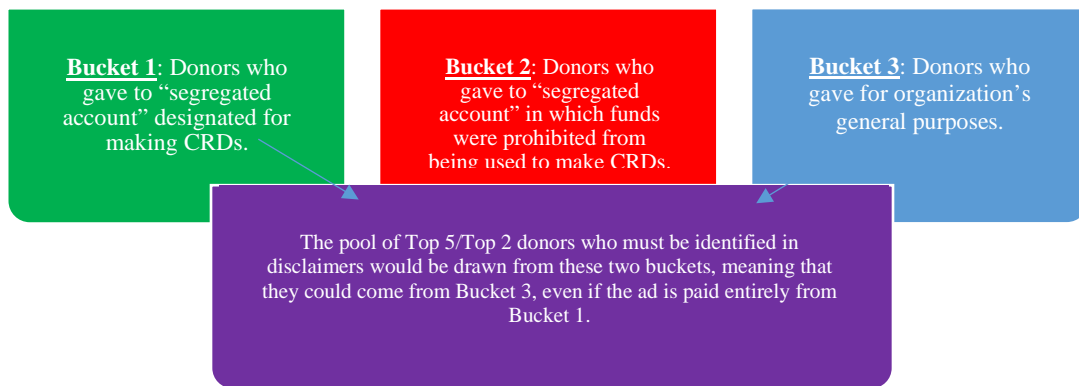 Bucket 1: Donors who
gave to “segregated
account” designated for
making CRDs.
Bucket 2: Donors who
gave to “segregated
account” in which funds
were prohibited from
being used to make CRDs.
Bucket 3: Donors who
gave for organization’s
general purposes.
The pool of Top 5/Top 2 donors who must be identified in
disclaimers would be drawn from these two buckets, meaning that
they could come from Bucket 3, even if the ad is paid entirely from
Bucket 1.